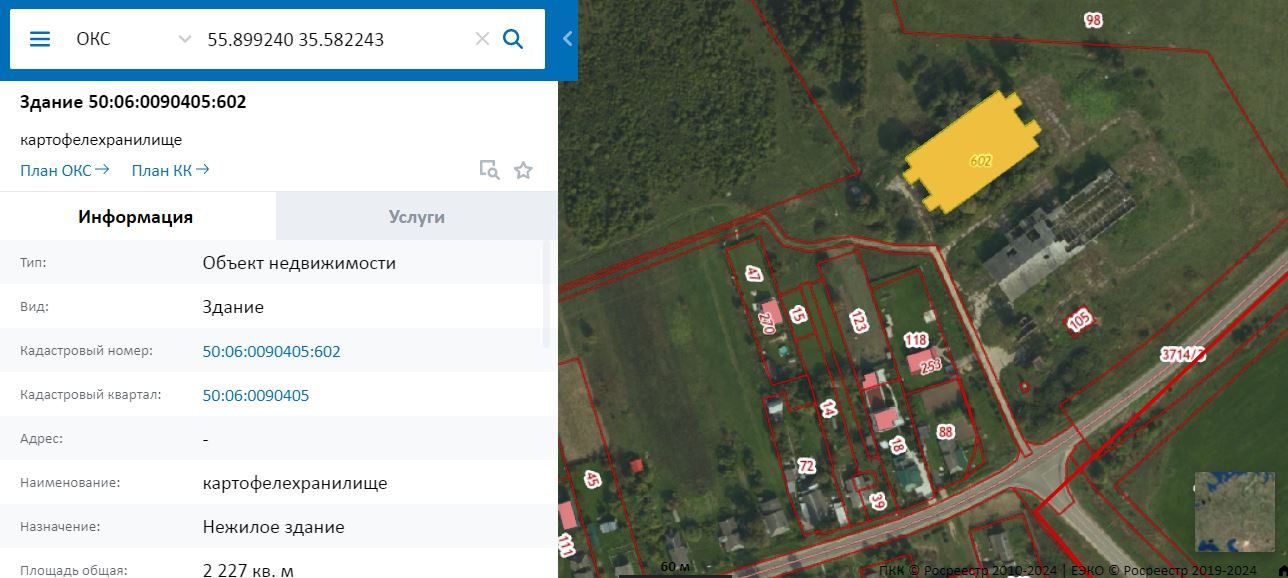 ОКС 55.899240 35.582243
Здание 50:06:0090405:602
картофелехранилище
План ОКС План КК
Информация Услуги
Тип: Объект недвижимости
Вид: Здание
Кадастровый номер: 50:06:0090405:602
Кадастровый квартал: 50:06:0090405
Адрес: -
Наименование: картофелехранилище
Назначение: Нежилое здание
Площадь общая: 2 227 кв. м
98
602
47
270
15
123
105
118
253
3714/3
14
88
18
72
45
39
111
60 м
ПКК © Росреестр 2010-2024 | ЕЭКО © Росреестр 2019-2024